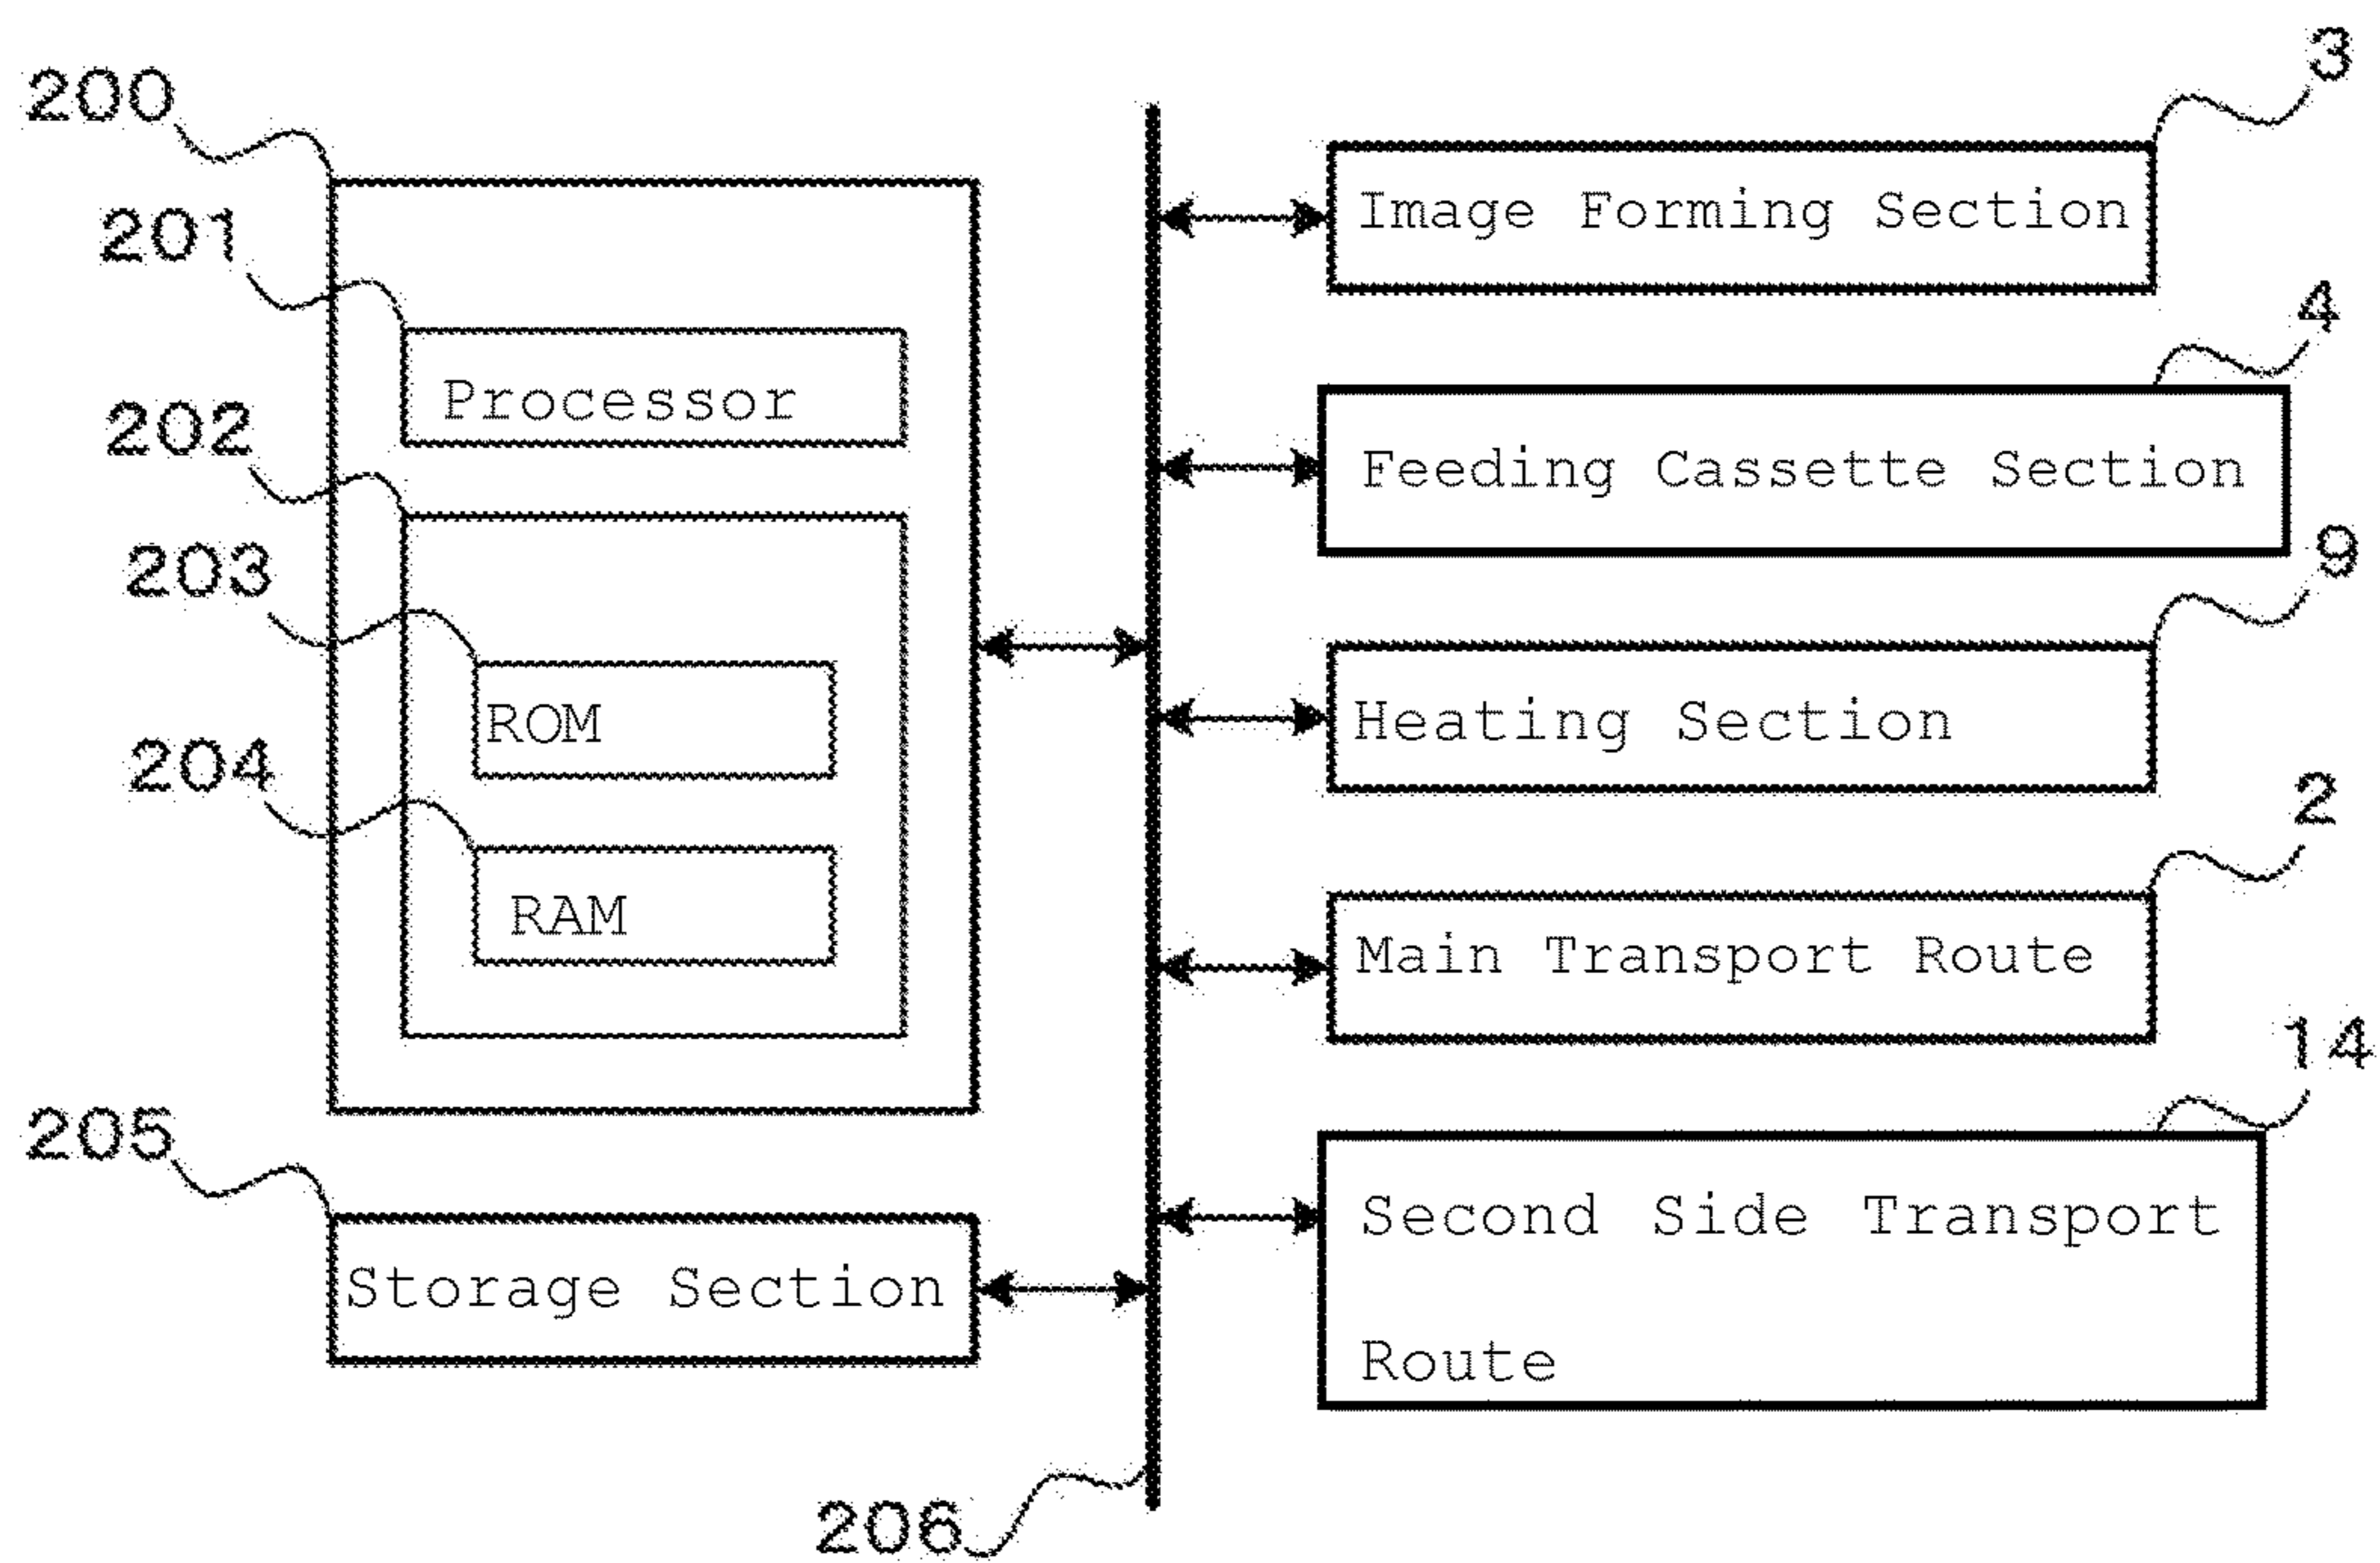 200
201
Processor
202
203
ROM
204
RAM
205
Storage Section
206
3
Image Forming Section
4
Feeding Cassette Section
9
Heating Section
2
Main Transport Route
14
Second Side Transport
Route